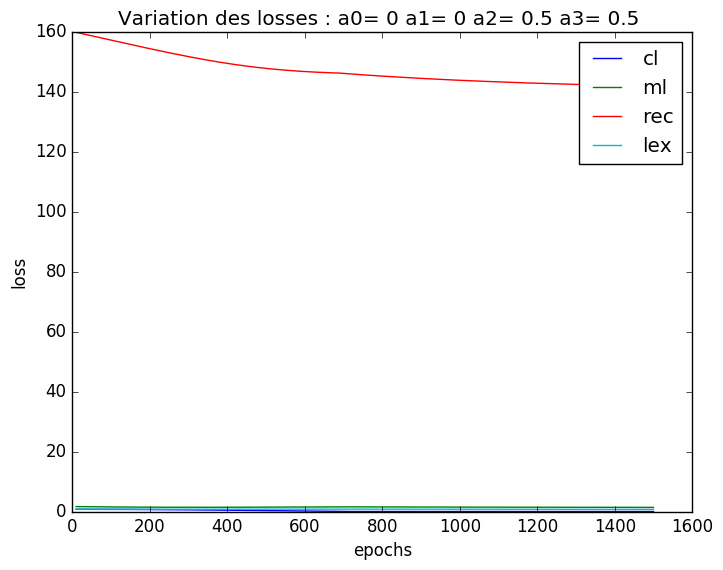 Variation des losses : a0= 0 a1= 0 a2= 0.5 a3= 0.5
160
140
120
100
80
60
40
20
0
loss
cl
ml
rec
lex
0 200 400 600 800 1000 1200 1400 1600
epochs